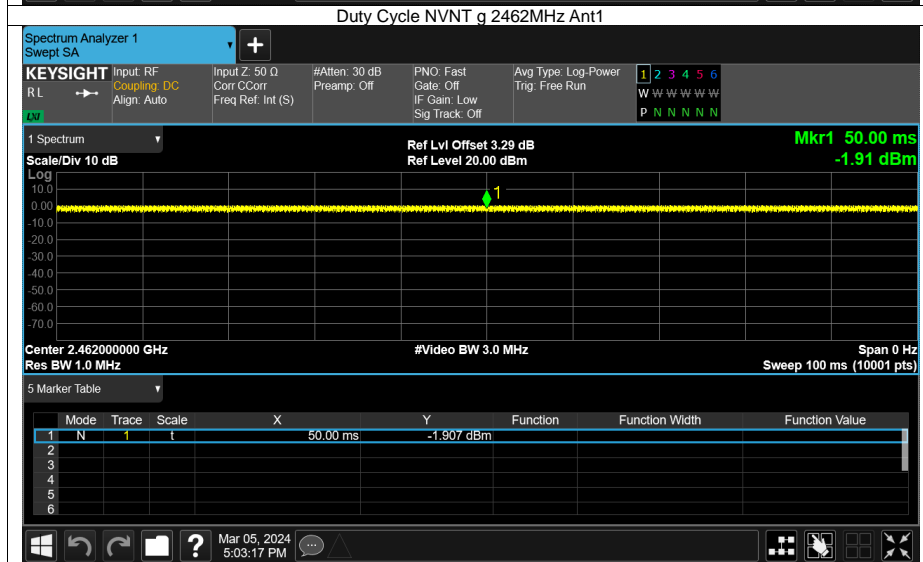 Duty Cycle NVNT g 2462MHz Ant1
Spectrum Analyzer 1
Swept SA
KEYSIGHT
R L
LXI
Input: RF
Coupling: DC
Align: Auto
Input Z: 50 Ω
Corr CCorr
Freq Ref: Int (S)
#Atten: 30 dB
Preamp: Off
PNO: Fast
Gate: Off
IF Gain: Low
Sig Track: Off
Avg Type: Log-Power
Trig: Free Run
1 2 3 4 5 6
W W W W W W
P N N N N N
1 Spectrum
Scale/Div 10 dB
Ref Lvl Offset 3.29 dB
Ref Level 20.00 dBm
Mkr1 50.00 ms
-1.91 dBm
Log
10.0
0.00
-10.0
-20.0
-30.0
-40.0
-50.0
-60.0
-70.0
1
Center 2.462000000 GHz
Res BW 1.0 MHz
#Video BW 3.0 MHz
Span 0 Hz
Sweep 100 ms (10001 pts)
5 Marker Table
Mode Trace Scale X Y Function Function Width Function Value
1 N 1 t 50.00 ms -1.907 dBm
2
3
4
5
6
?
Mar 05, 2024
5:03:17 PM